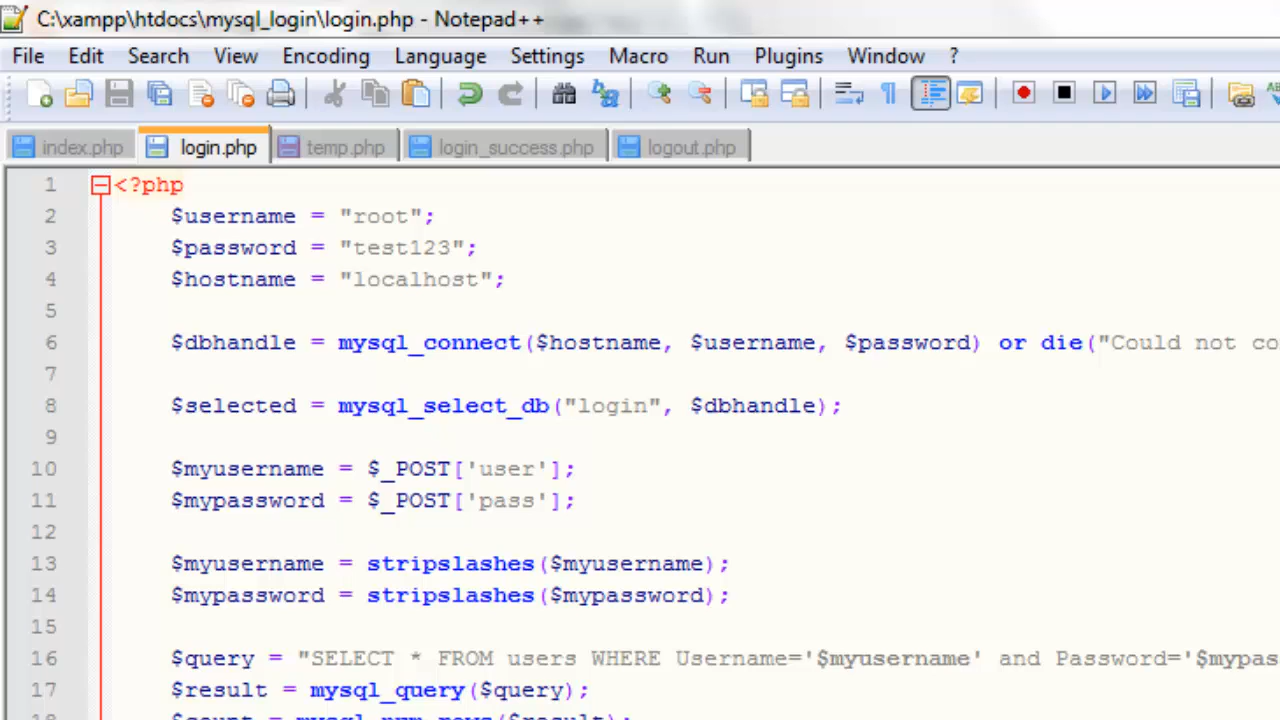 C:\xampp\htdocs\mysql_login\login.php - Notepad++
File Edit Search View Encoding Language Settings Macro Run Plugins Window ?
index.php login.php temp.php login_success.php logout.php
1 <?php
2 $username = "root";
3 $password = "test123";
4 $hostname = "localhost";
5
6 $dbhandle = mysql_connect($hostname, $username, $password) or die("Could not co
7
8 $selected = mysql_select_db("login", $dbhandle);
9
10 $myusername = $_POST['user'];
11 $mypassword = $_POST['pass'];
12
13 $myusername = stripslashes($myusername);
14 $mypassword = stripslashes($mypassword);
15
16 $query = "SELECT * FROM users WHERE Username='$myusername' and Password='$mypas
17 $result = mysql_query($query);
18 $count = mysql_num_rows($result);